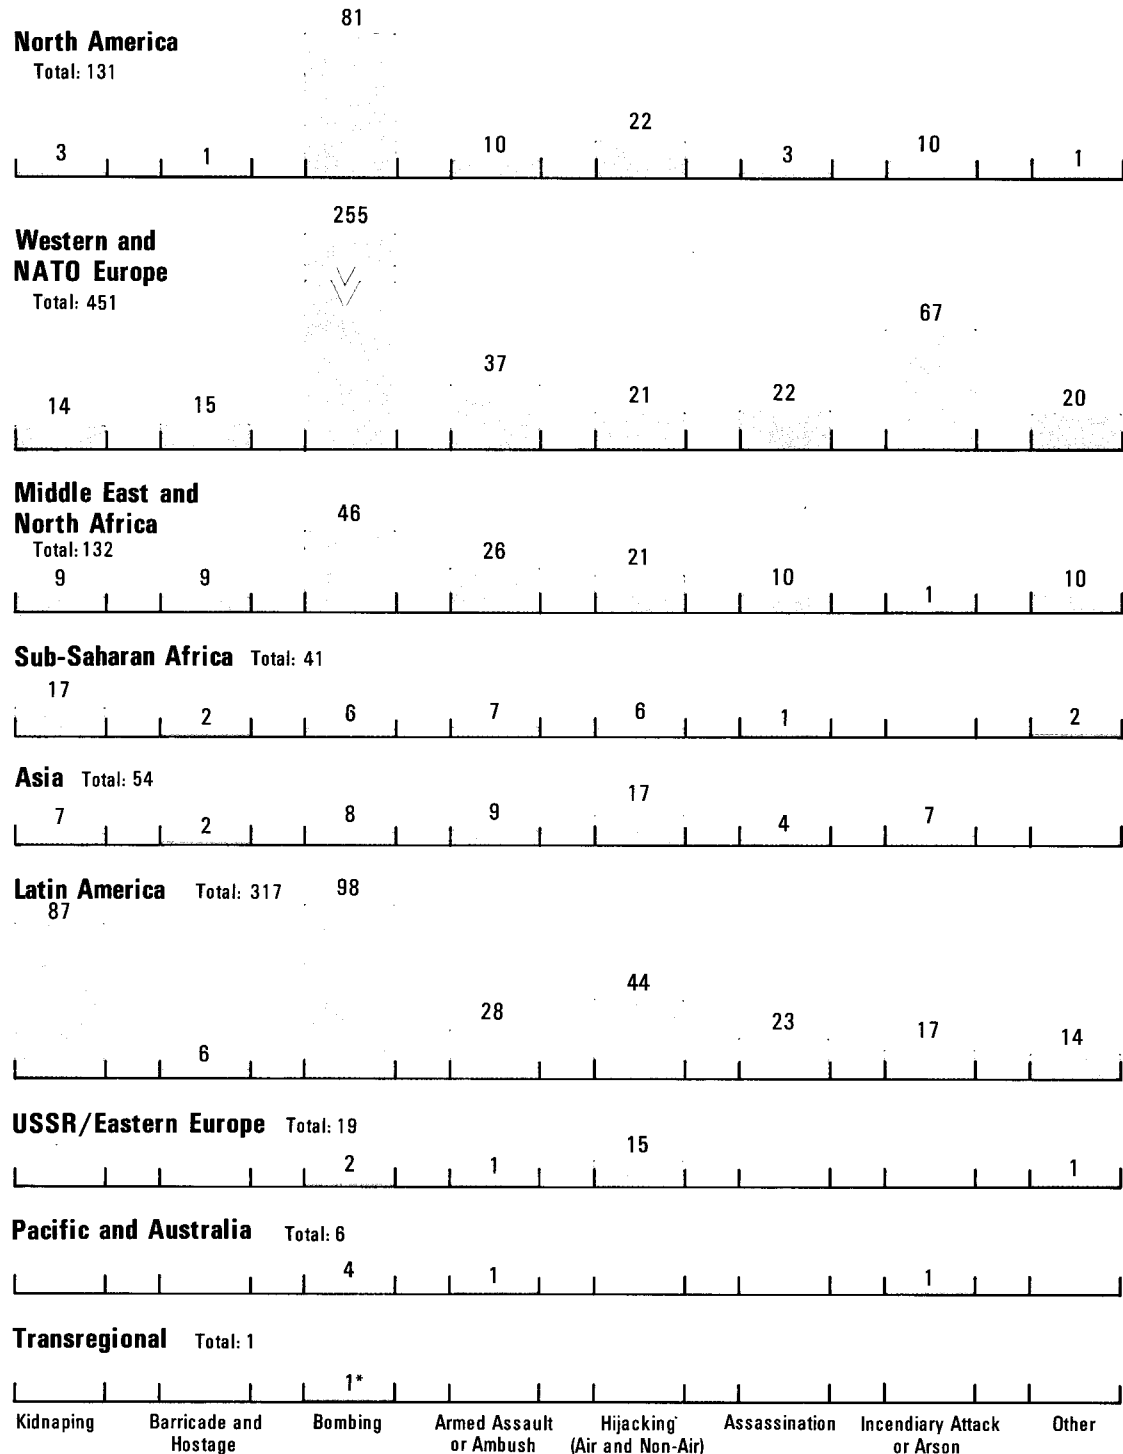 81
North America
Total: 131
3 1 10 22 3 10 1
255
Western and
NATO Europe
Total: 451
67
37
14 15 21 22 20
Middle East and
North Africa
Total: 132
46
26 21
9 9 10 1 10
Sub-Saharan Africa Total: 41
17
2 6 7 6 1 2
Asia Total: 54
17
7 2 8 9 4 7
Latin America Total: 317
98
87
44
28 23 17 14
6
USSR/Eastern Europe Total: 19
15
2 1 1
Pacific and Australia Total: 6
4 1 1
Transregional Total: 1
1*
Kidnaping Barricade and Bombing Armed Assault Hijacking Assassination Incendiary Attack Other
Hostage or Ambush (Air and Non-Air) or Arson